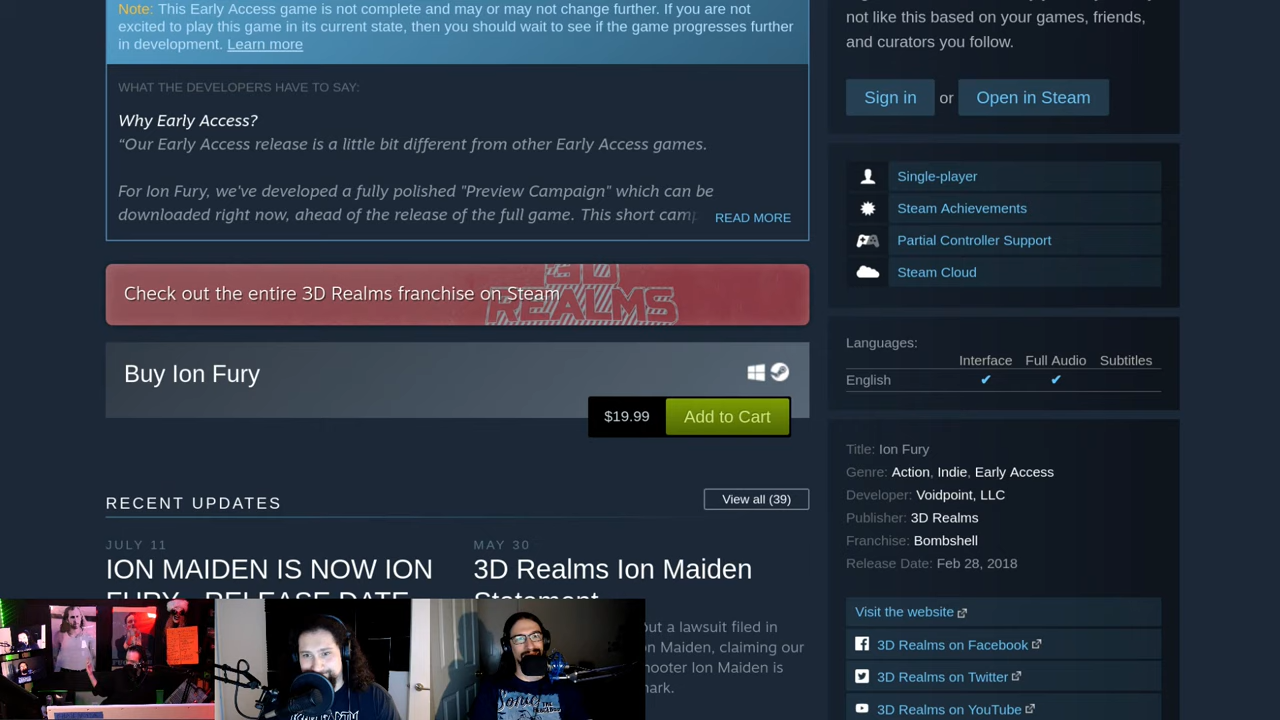 Note: This Early Access game is not complete and may or may not change further. If you are not
excited to play this game in its current state, then you should wait to see if the game progresses further
in development. Learn more
WHAT THE DEVELOPERS HAVE TO SAY:
Why Early Access?
“Our Early Access release is a little bit different from other Early Access games.
For Ion Fury, we've developed a fully polished "Preview Campaign" which can be
downloaded right now, ahead of the release of the full game. This short camp
READ MORE
3D REALMS
Check out the entire 3D Realms franchise on Steam
Buy Ion Fury
$19.99
Add to Cart
RECENT UPDATES
View all (39)
JULY 11
ION MAIDEN IS NOW ION
FURY - RELEASE DATE
MAY 30
3D Realms Ion Maiden
Statement
out a lawsuit filed in
n Maiden, claiming our
hooter Ion Maiden is
mark.
not like this based on your games, friends,
and curators you follow.
Sign in or Open in Steam
Single-player
Steam Achievements
Partial Controller Support
Steam Cloud
Languages:
Interface Full Audio Subtitles
English ✔ ✔
Title: Ion Fury
Genre: Action, Indie, Early Access
Developer: Voidpoint, LLC
Publisher: 3D Realms
Franchise: Bombshell
Release Date: Feb 28, 2018
Visit the website
3D Realms on Facebook
3D Realms on Twitter
3D Realms on YouTube